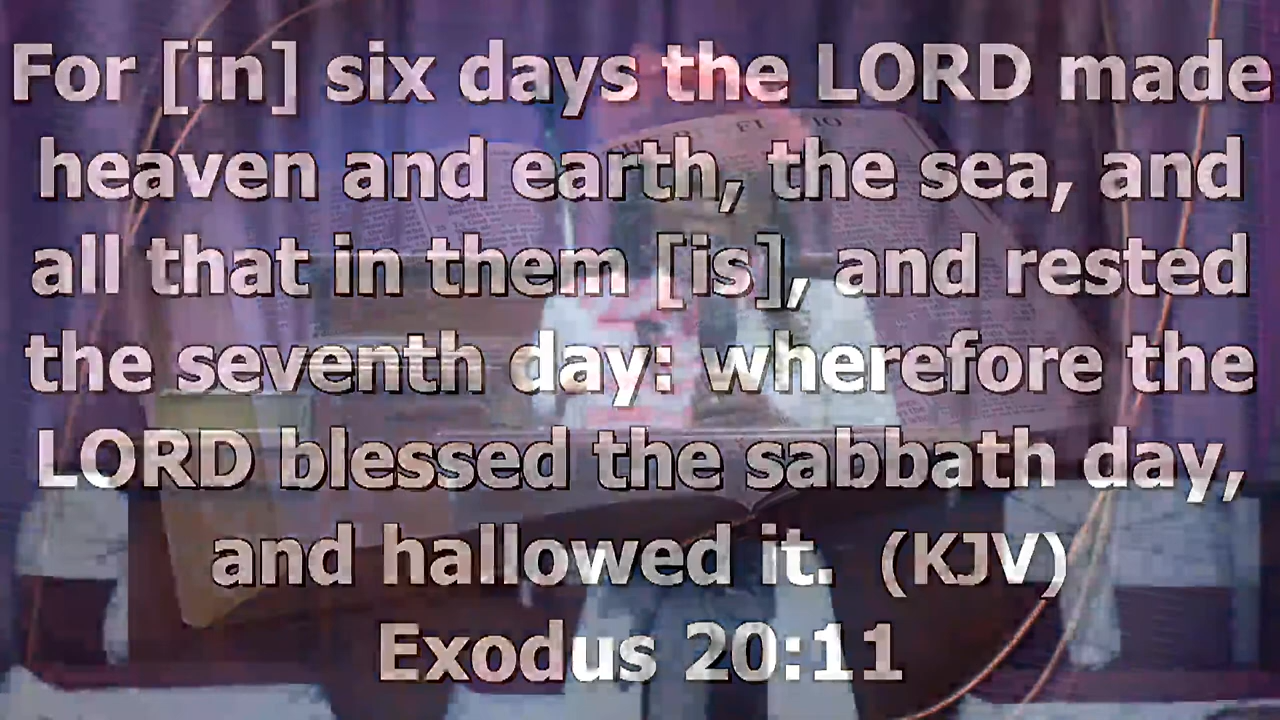 For [in] six days the LORD made
heaven and earth, the sea, and
all that in them [is], and rested
the seventh day: wherefore the
LORD blessed the sabbath day,
and hallowed it.  (KJV)
Exodus 20:11